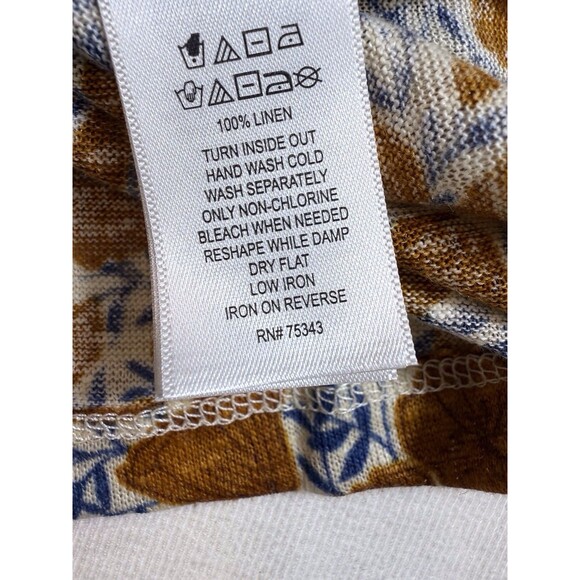 100% LINEN
TURN INSIDE OUT
HAND WASH COLD
WASH SEPARATELY
ONLY NON-CHLORINE
BLEACH WHEN NEEDED
RESHAPE WHILE DAMP
DRY FLAT
LOW IRON
IRON ON REVERSE
RN# 75343